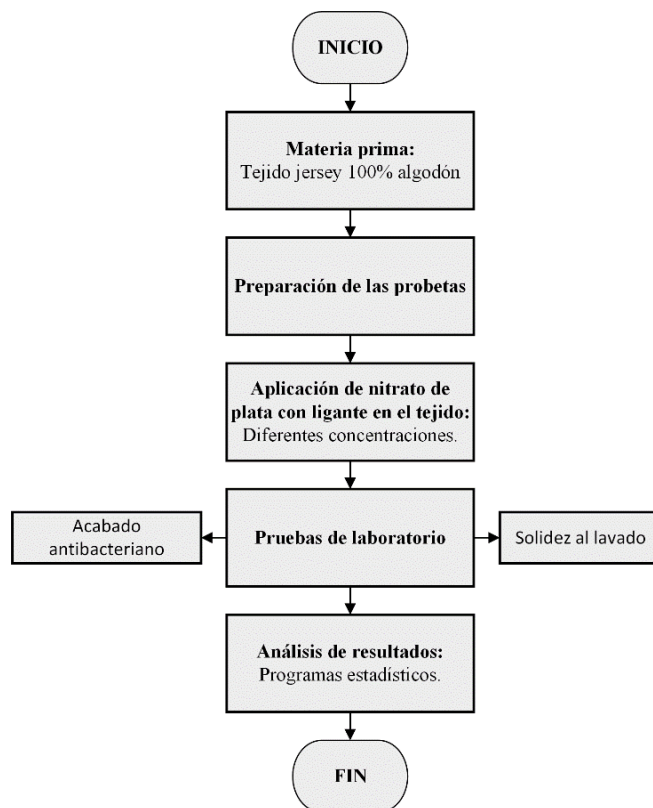 INICIO
Materia prima:
Tejido jersey 100% algodón
Preparación de las probetas
Aplicación de nitrato de
plata con ligante en el tejido:
Diferentes concentraciones.
Acabado
antibacteriano
Pruebas de laboratorio
Solidez al lavado
Análisis de resultados:
Programas estadísticos.
FIN